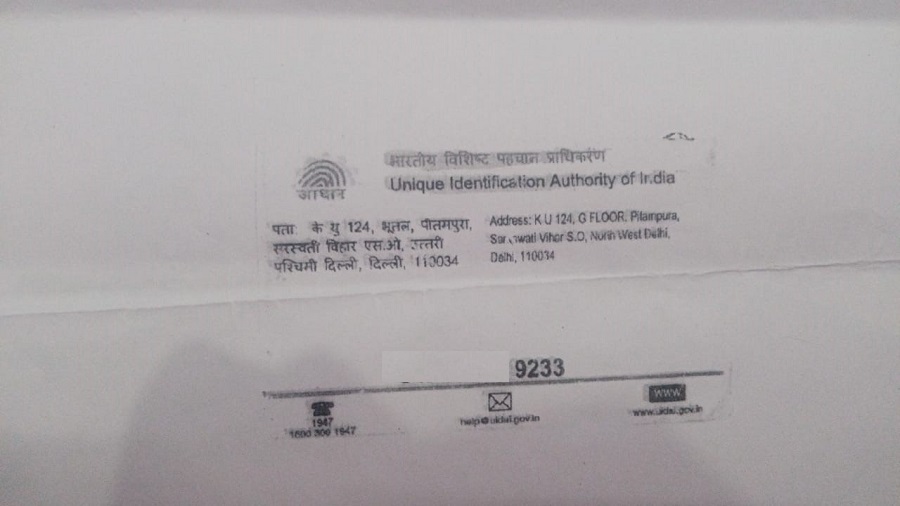 भारतीय विशिष्ट पहचान प्राधिकरण
Unique Identification Authority of India
आधार
पता: के यु 124, भूतल, पीतमपुरा,
सरस्वती विहार एस.ओ, उत्तरी
पश्चिमी दिल्ली, दिल्ली, 110034
Address: K U 124, G FLOOR, Pitampura,
Saraswati Vihar S.O, North West Delhi,
Delhi, 110034
9233
1947
1800 300 1947
help@uidai.gov.in
www
www.uidai.gov.in